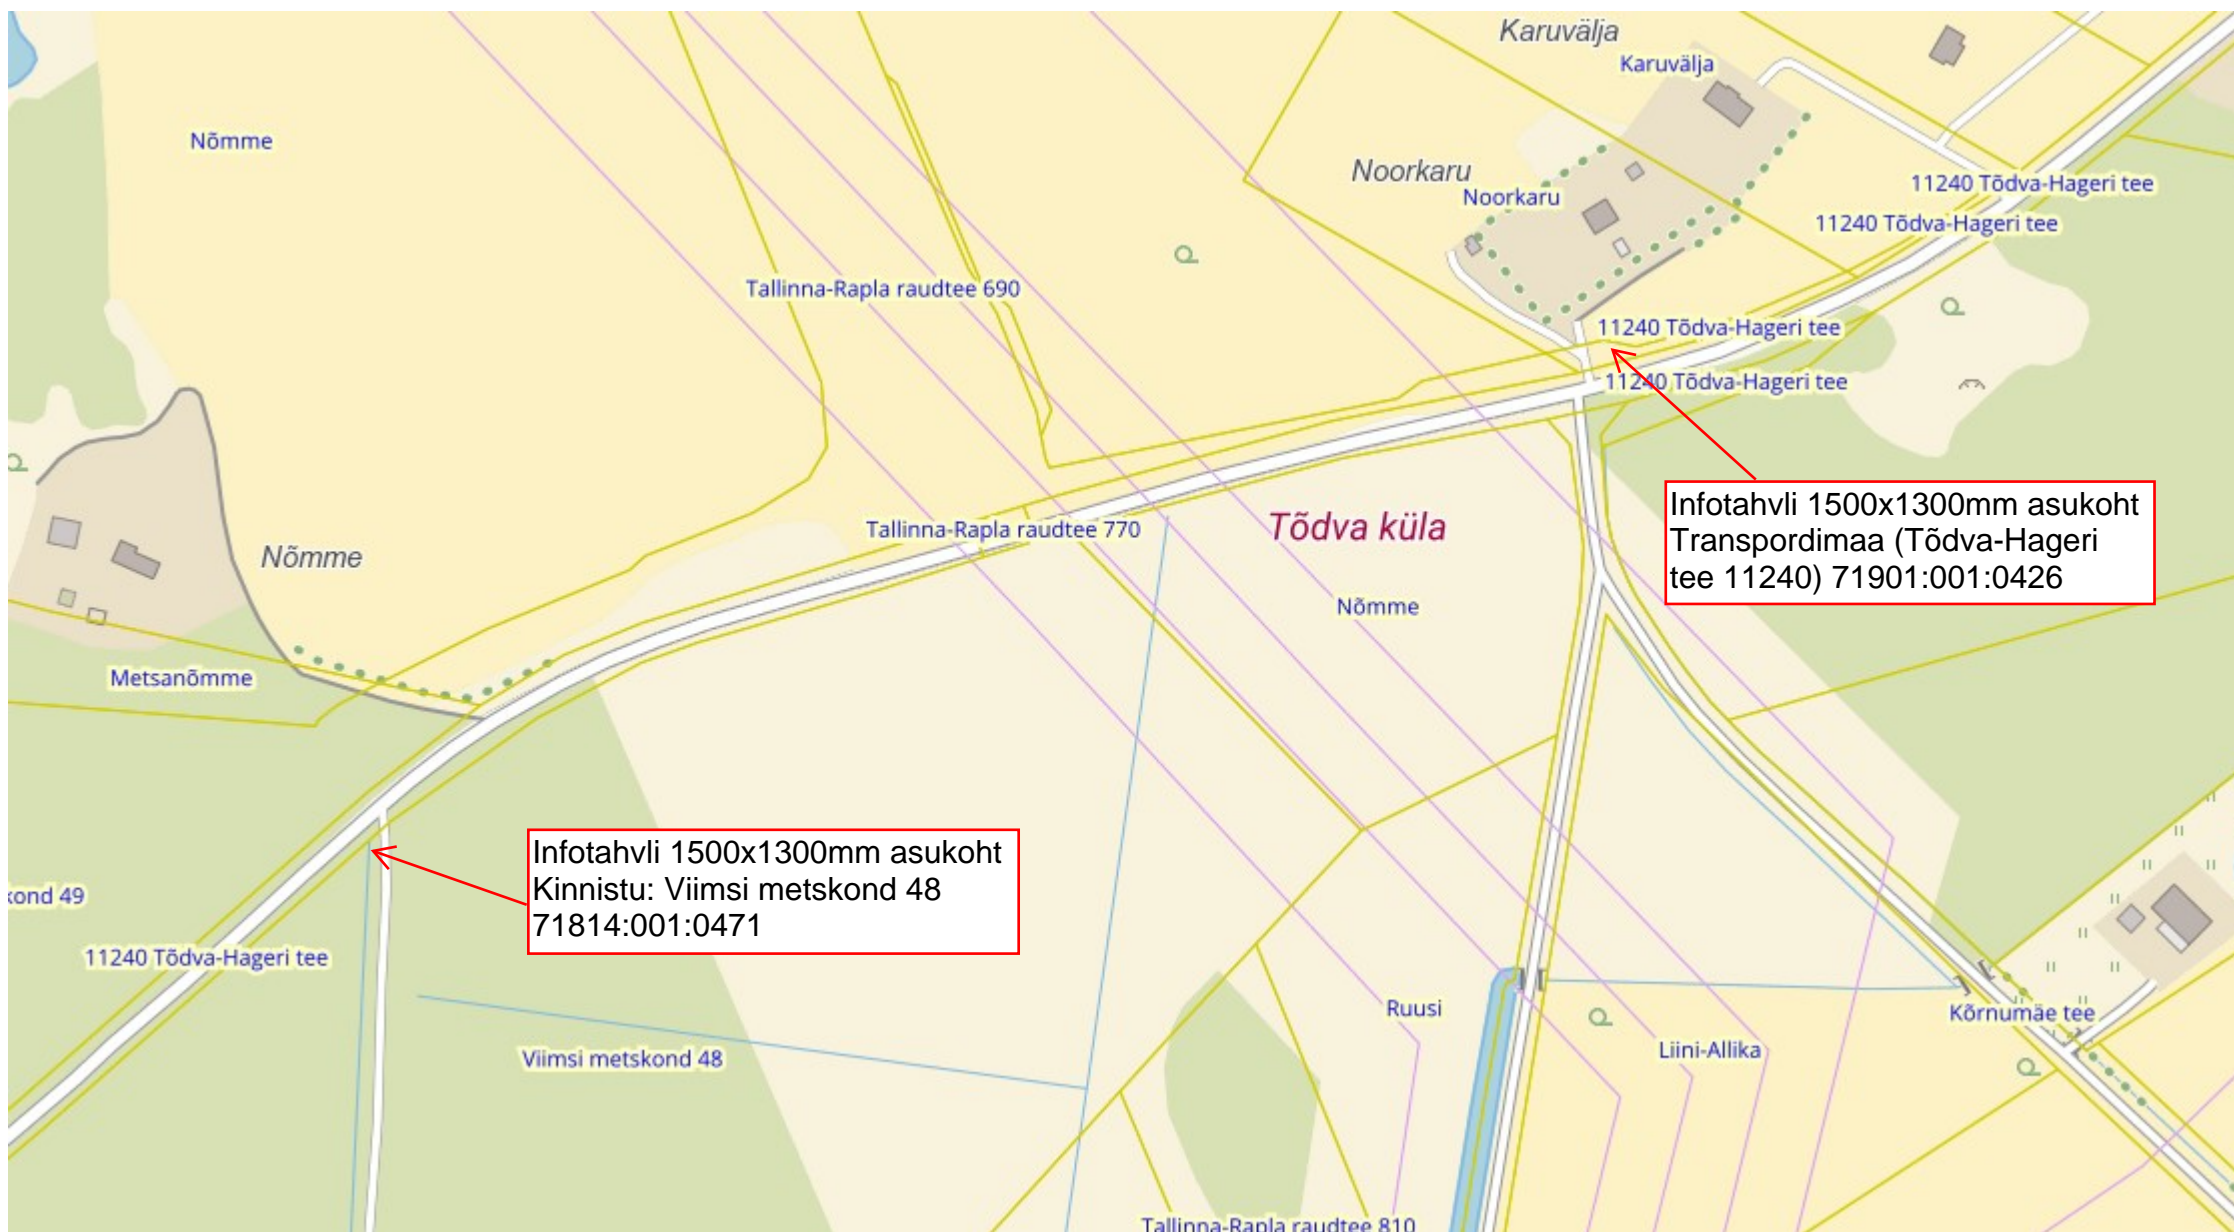 Karuvälja
Karuvälja
Nõmme
Noorkaru
Noorkaru
11240 Tõdva-Hageri tee
11240 Tõdva-Hageri tee
Tallinna-Rapla raudtee 690
11240 Tõdva-Hageri tee
11240 Tõdva-Hageri tee
Infotahvli 1500x1300mm asukoht
Transpordimaa (Tõdva-Hageri
tee 11240) 71901:001:0426
Tallinna-Rapla raudtee 770
Tõdva küla
Nõmme
Nõmme
Metsanõmme
Infotahvli 1500x1300mm asukoht
Kinnistu: Viimsi metskond 48
71814:001:0471
kond 49
11240 Tõdva-Hageri tee
Ruusi
Kõrnumäe tee
Viimsi metskond 48
Liini-Allika
Tallinna-Rapla raudtee 810